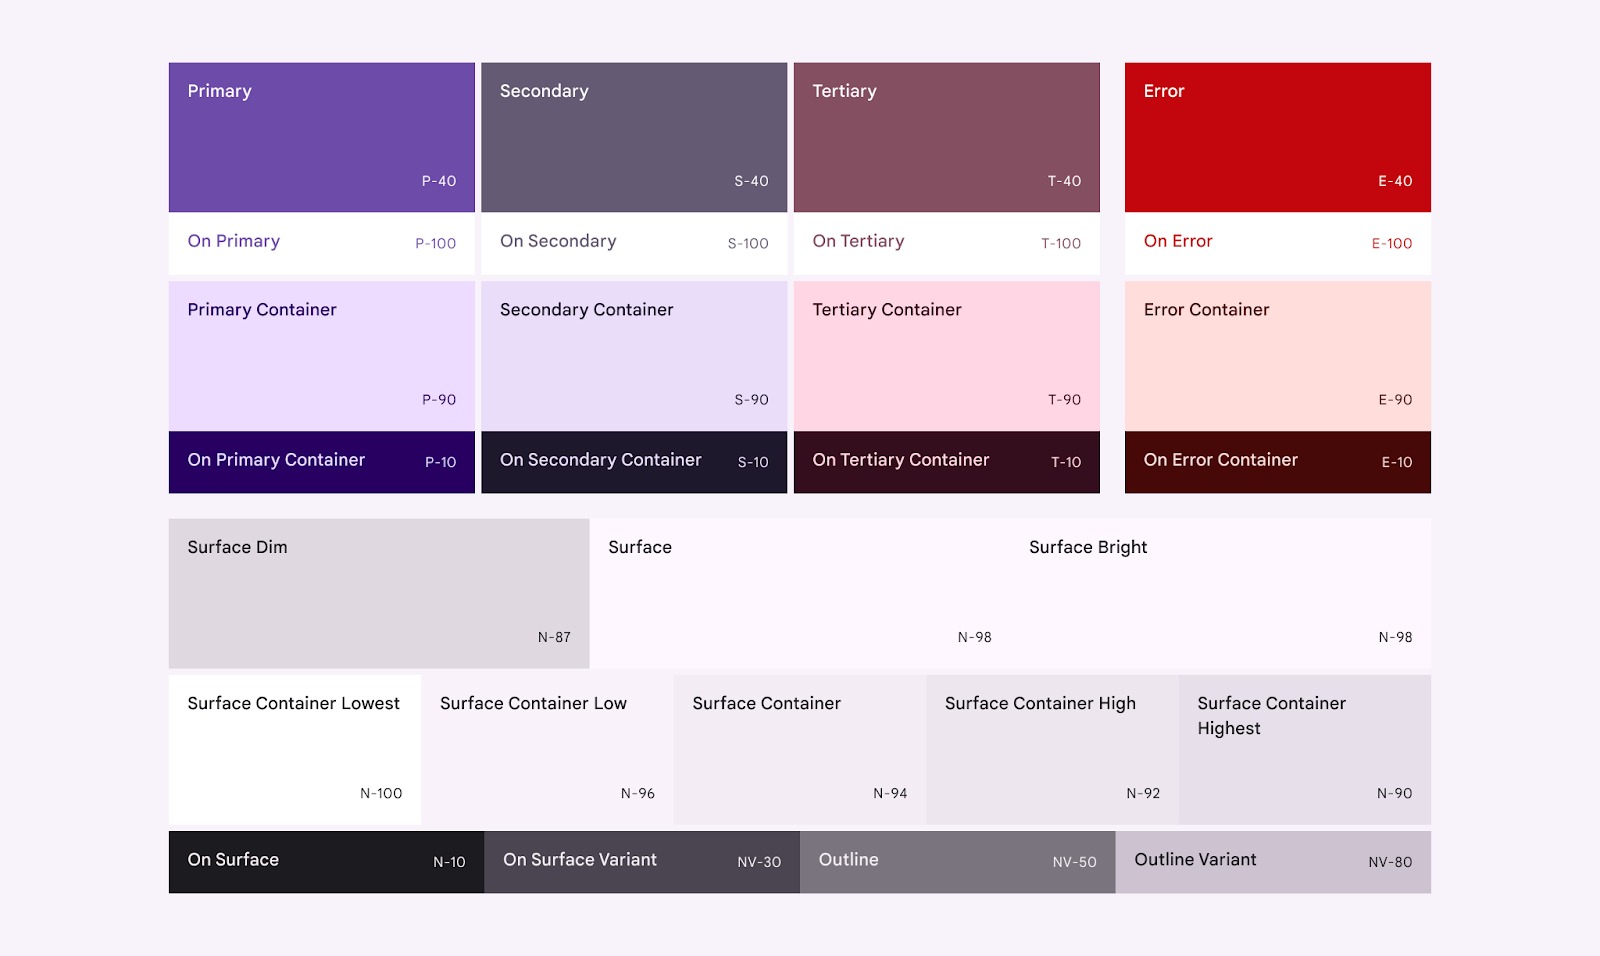 Primary
P-40
Secondary
S-40
Tertiary
T-40
Error
E-40
On Primary P-100
On Secondary S-100
On Tertiary T-100
On Error E-100
Primary Container
P-90
Secondary Container
S-90
Tertiary Container
T-90
Error Container
E-90
On Primary Container P-10
On Secondary Container S-10
On Tertiary Container T-10
On Error Container E-10
Surface Dim
N-87
Surface
N-98
Surface Bright
N-98
Surface Container Lowest
N-100
Surface Container Low
N-96
Surface Container
N-94
Surface Container High
N-92
Surface Container
Highest
N-90
On Surface N-10
On Surface Variant NV-30
Outline NV-50
Outline Variant NV-80